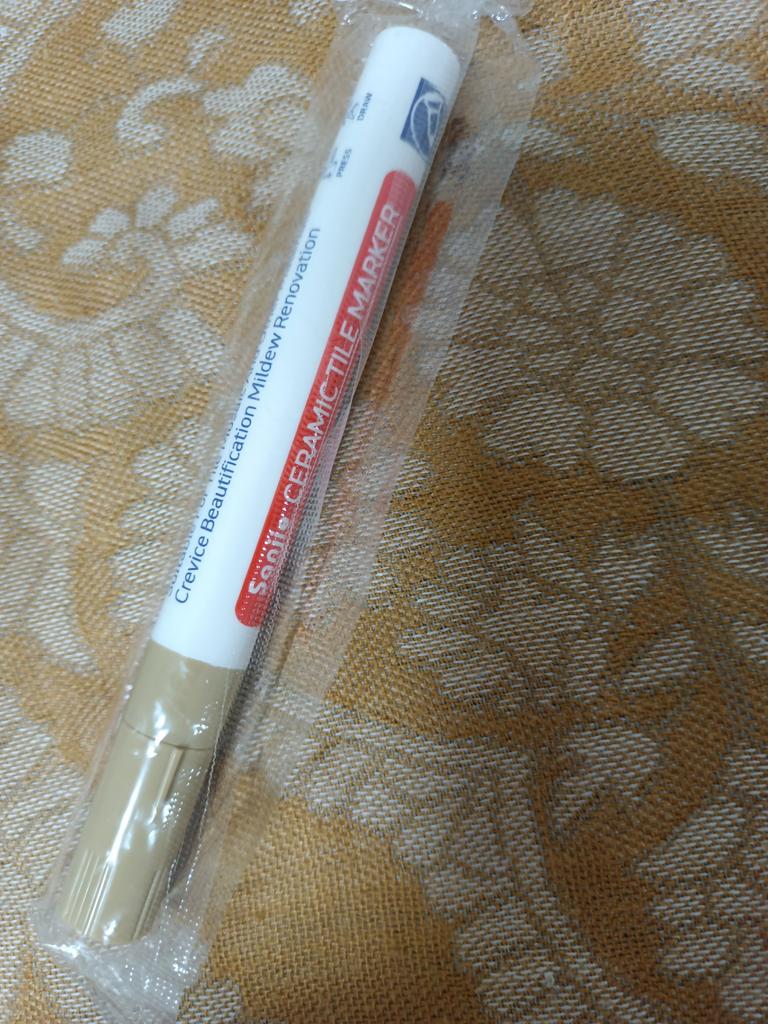 DRAW
PRESS
CERAMIC TILE MARKER
Crevice Beautification Mildew Renovation